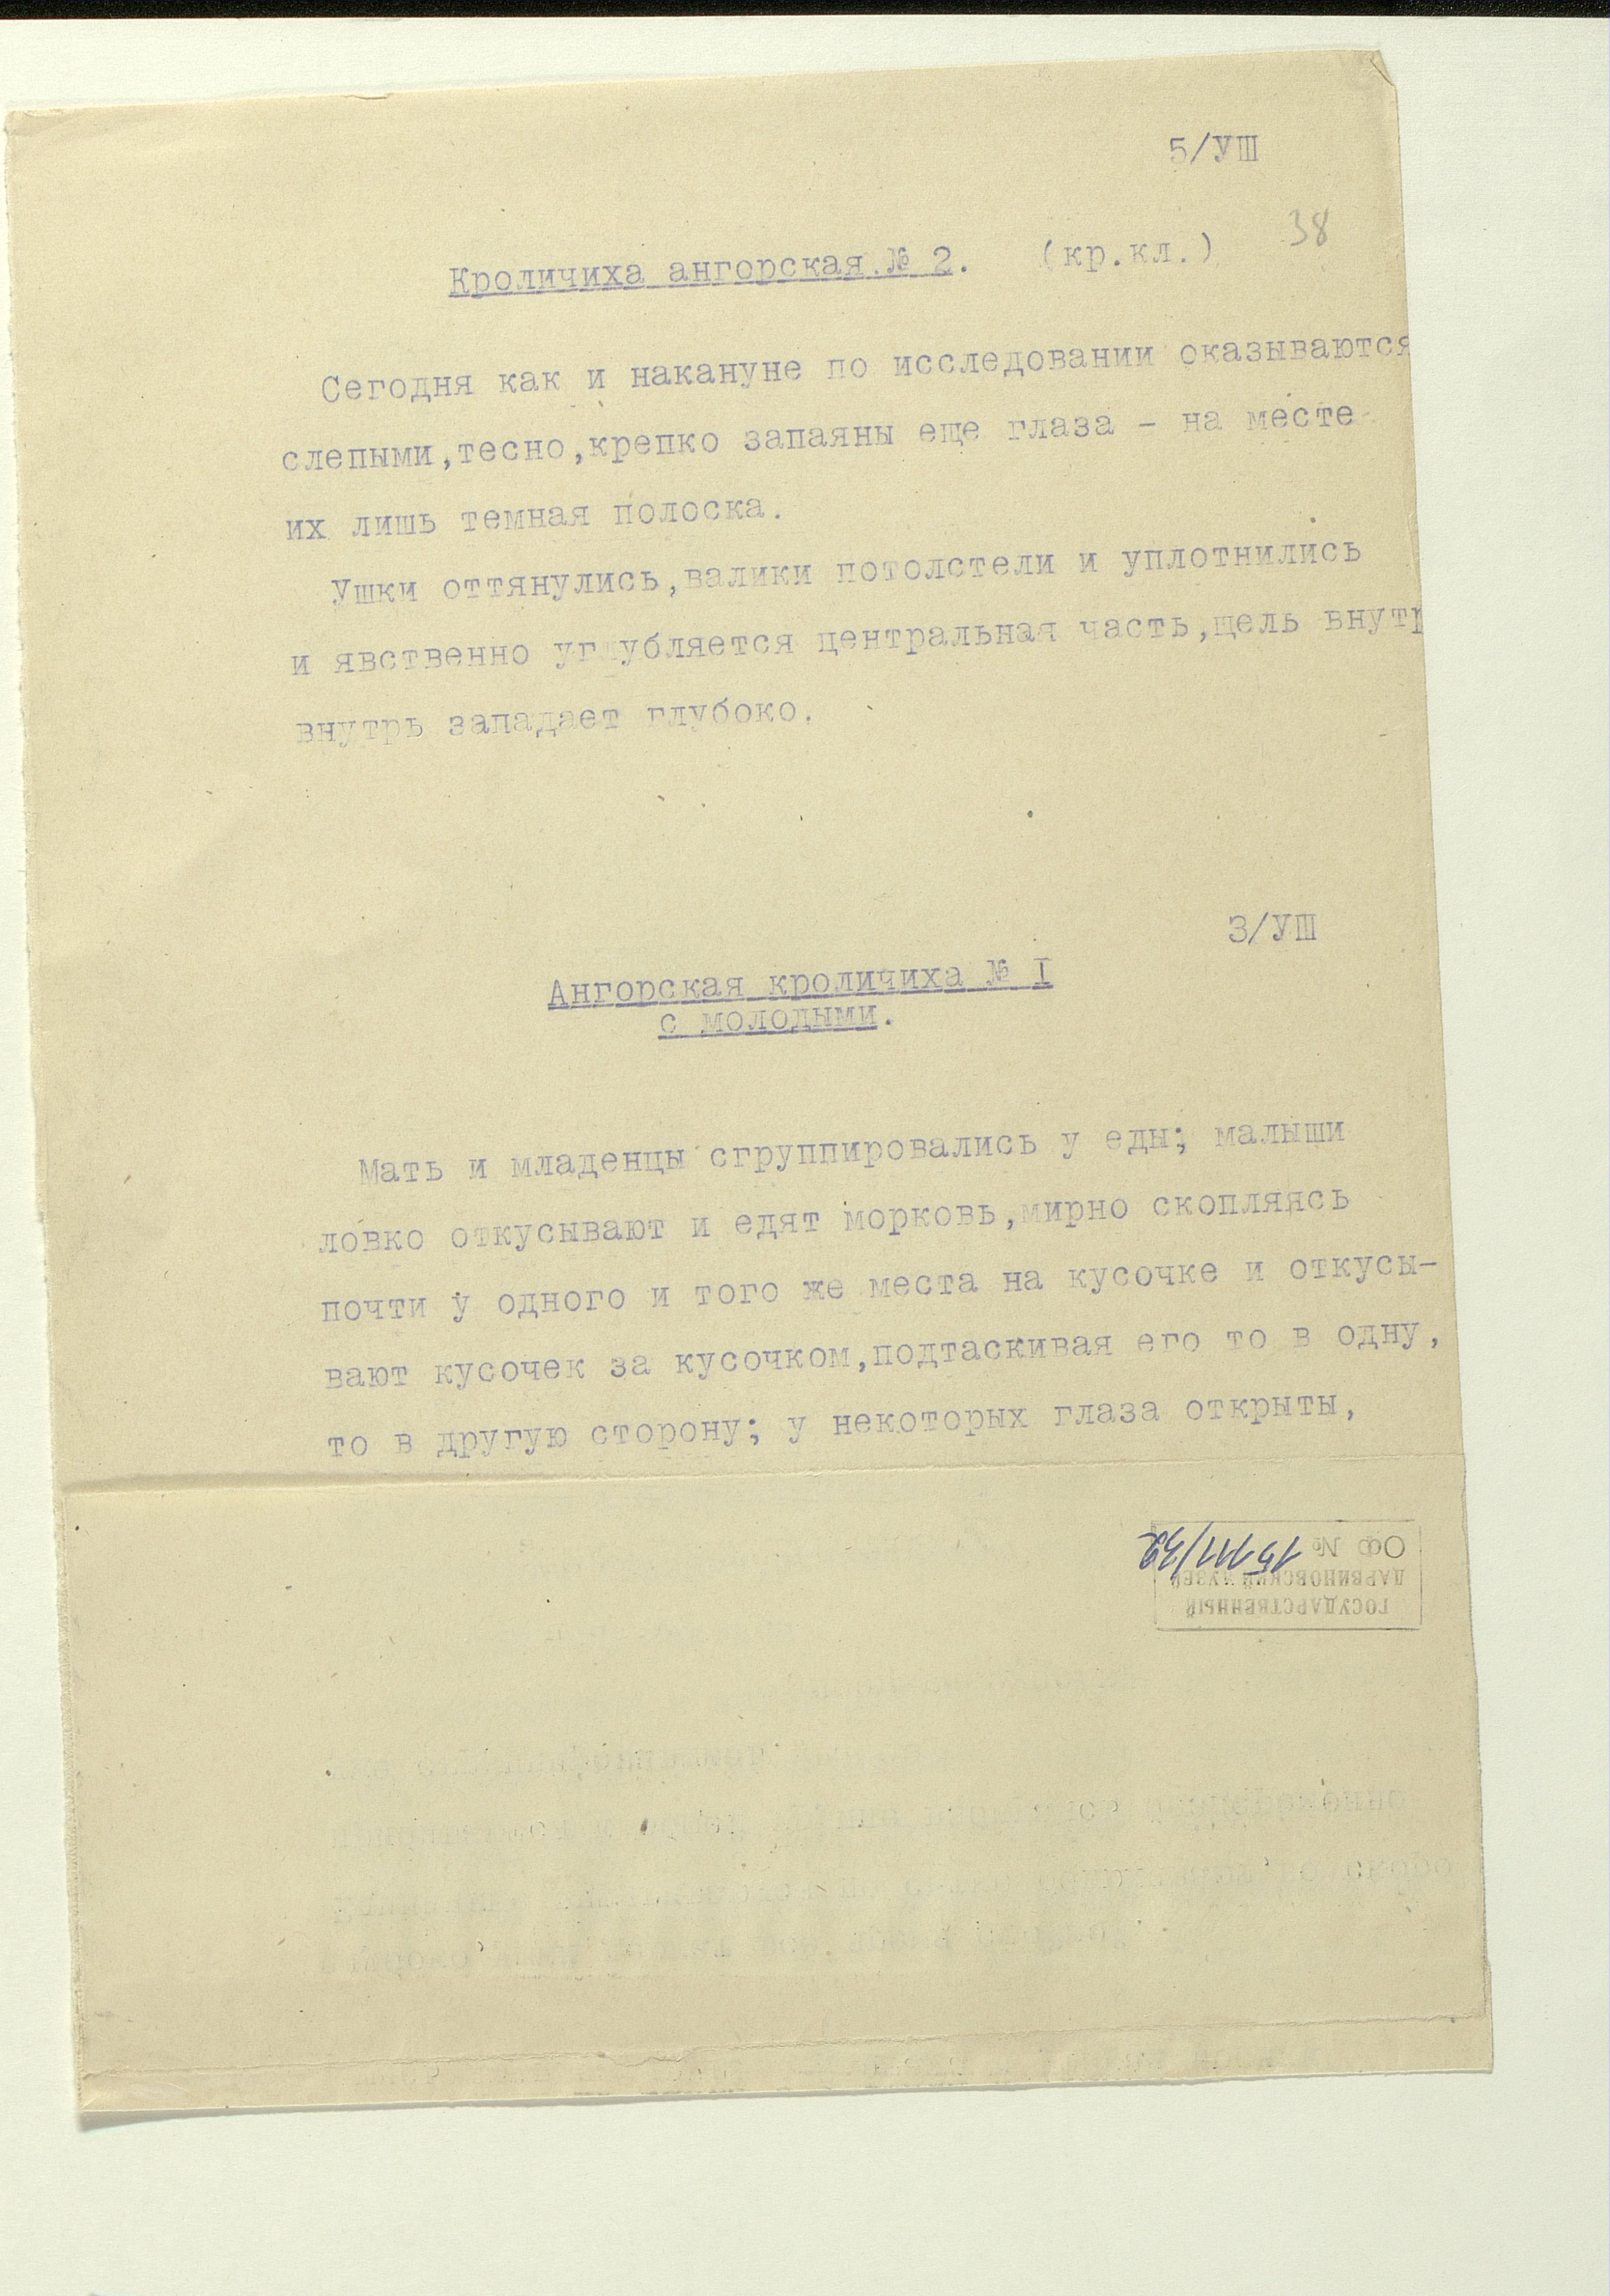 5/УШ
38
Кроличиха ангорская № 2. (кр.кл.)
Сегодня как и накануне по исследовании оказываются
слепыми,тесно,крепко запаяны еще глаза - на месте
их лишь темная полоска.
Ушки оттянулись,валики потолстели и уплотнились
и явственно углубляется центральная часть,щель внутр
внутрь западает глубоко.
3/УШ
Ангорская кроличиха № I
с молодыми.
Мать и младенцы сгруппировались у еды; малыши
ловко откусывают и едят морковь,мирно скопляясь
почти у одного и того же места на кусочке и откусы-
вают кусочек за кусочком,подтаскивая его то в одну,
то в другую сторону; у некоторых глаза открыты,
ГОСУДАРСТВЕННЫЙ
ДАРВИНОВСКИЙ МУЗЕЙ
Оф №